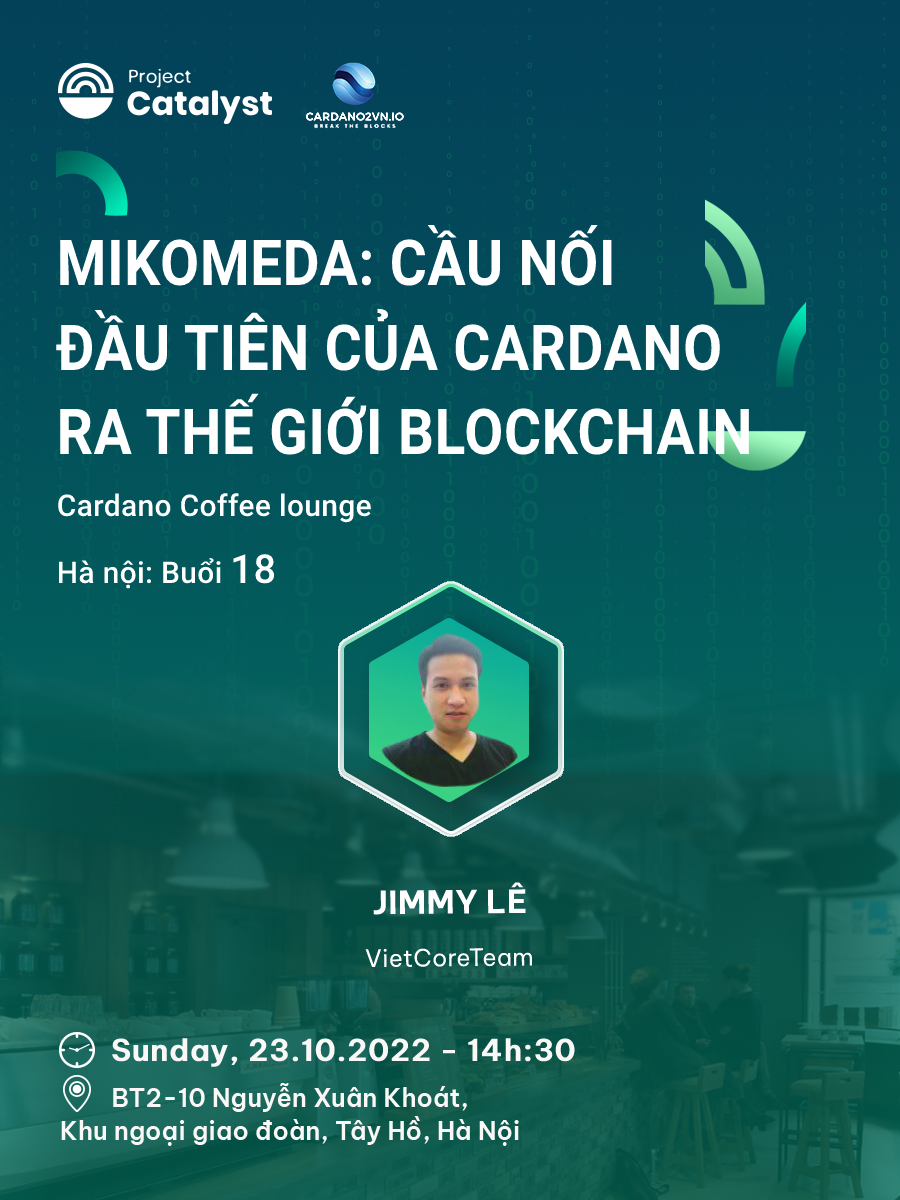 Project
Catalyst
CARDANO2VN.IO
BREAK THE BLOCKS
MIKOMEDA: CẦU NỐI
ĐẦU TIÊN CỦA CARDANO
RA THẾ GIỚI BLOCKCHAIN
Cardano Coffee lounge
Hà nội: Buổi 18
JIMMY LÊ
VietCoreTeam
Sunday, 23.10.2022 - 14h:30
BT2-10 Nguyễn Xuân Khoát,
Khu ngoại giao đoàn, Tây Hồ, Hà Nội